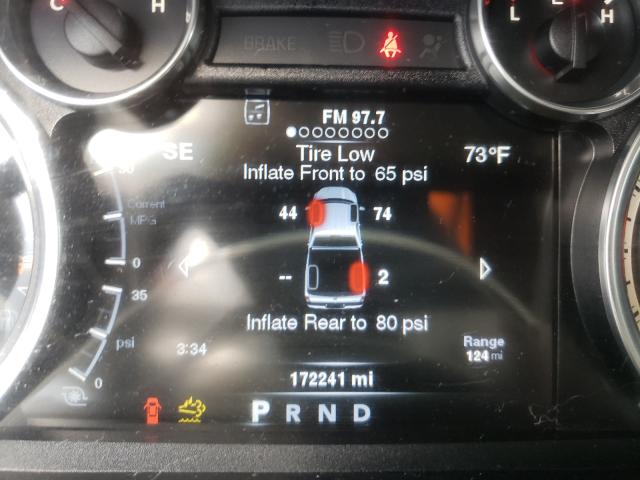 C H
BRAKE
L E H
FM 97.7
SE
Tire Low
73°F
Inflate Front to 65 psi
Current
MPG
44 74
0
-- 2
35
Inflate Rear to 80 psi
psi
3:34
Range
124 mi
0
172241 mi
P R N D